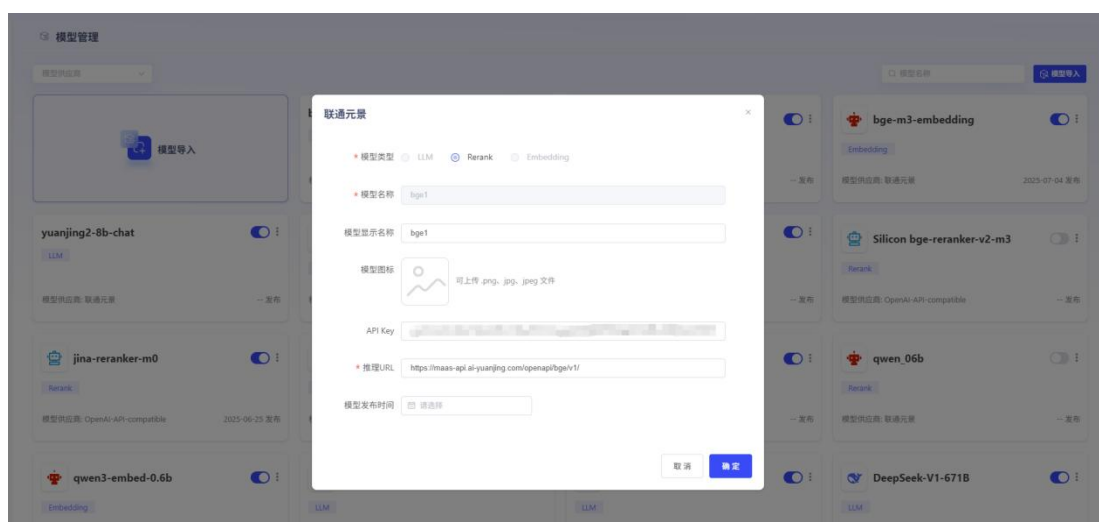 模型管理
模型供应商
模型名称
模型导入
模型导入
bge-m3-embedding
Embedding
-- 发布
模型供应商: 联通元景
2025-07-04 发布
yuanjing2-8b-chat
LLM
模型供应商: 联通元景
-- 发布
-- 发布
Silicon bge-reranker-v2-m3
Rerank
模型供应商: OpenAI-API-compatible
-- 发布
jina-reranker-m0
Rerank
模型供应商: OpenAI-API-compatible
2025-06-25 发布
-- 发布
qwen_06b
Rerank
模型供应商: 联通元景
-- 发布
qwen3-embed-0.6b
Embedding
LLM
LLM
DeepSeek-V1-671B
LLM
联通元景
* 模型类型 LLM Rerank Embedding
* 模型名称 bge1
模型显示名称 bge1
模型图标 可上传 .png、jpg、jpeg 文件
API Key
* 推理URL https://maas-api.ai-yuanjing.com/openapi/bge/v1/
模型发布时间 请选择
取消 确定